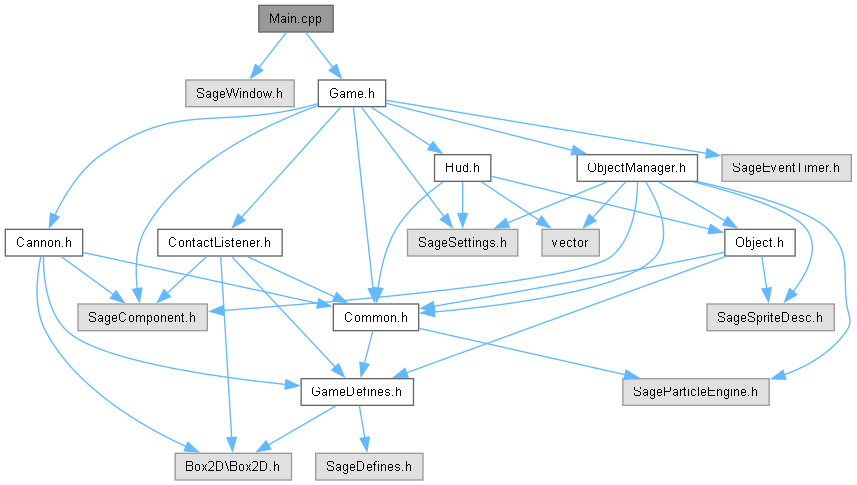 Main.cpp
SageWindow.h
Game.h
Hud.h
ObjectManager.h
SageEventTimer.h
Cannon.h
ContactListener.h
SageSettings.h
vector
Object.h
SageComponent.h
Common.h
SageSpriteDesc.h
GameDefines.h
SageParticleEngine.h
Box2D\Box2D.h
SageDefines.h